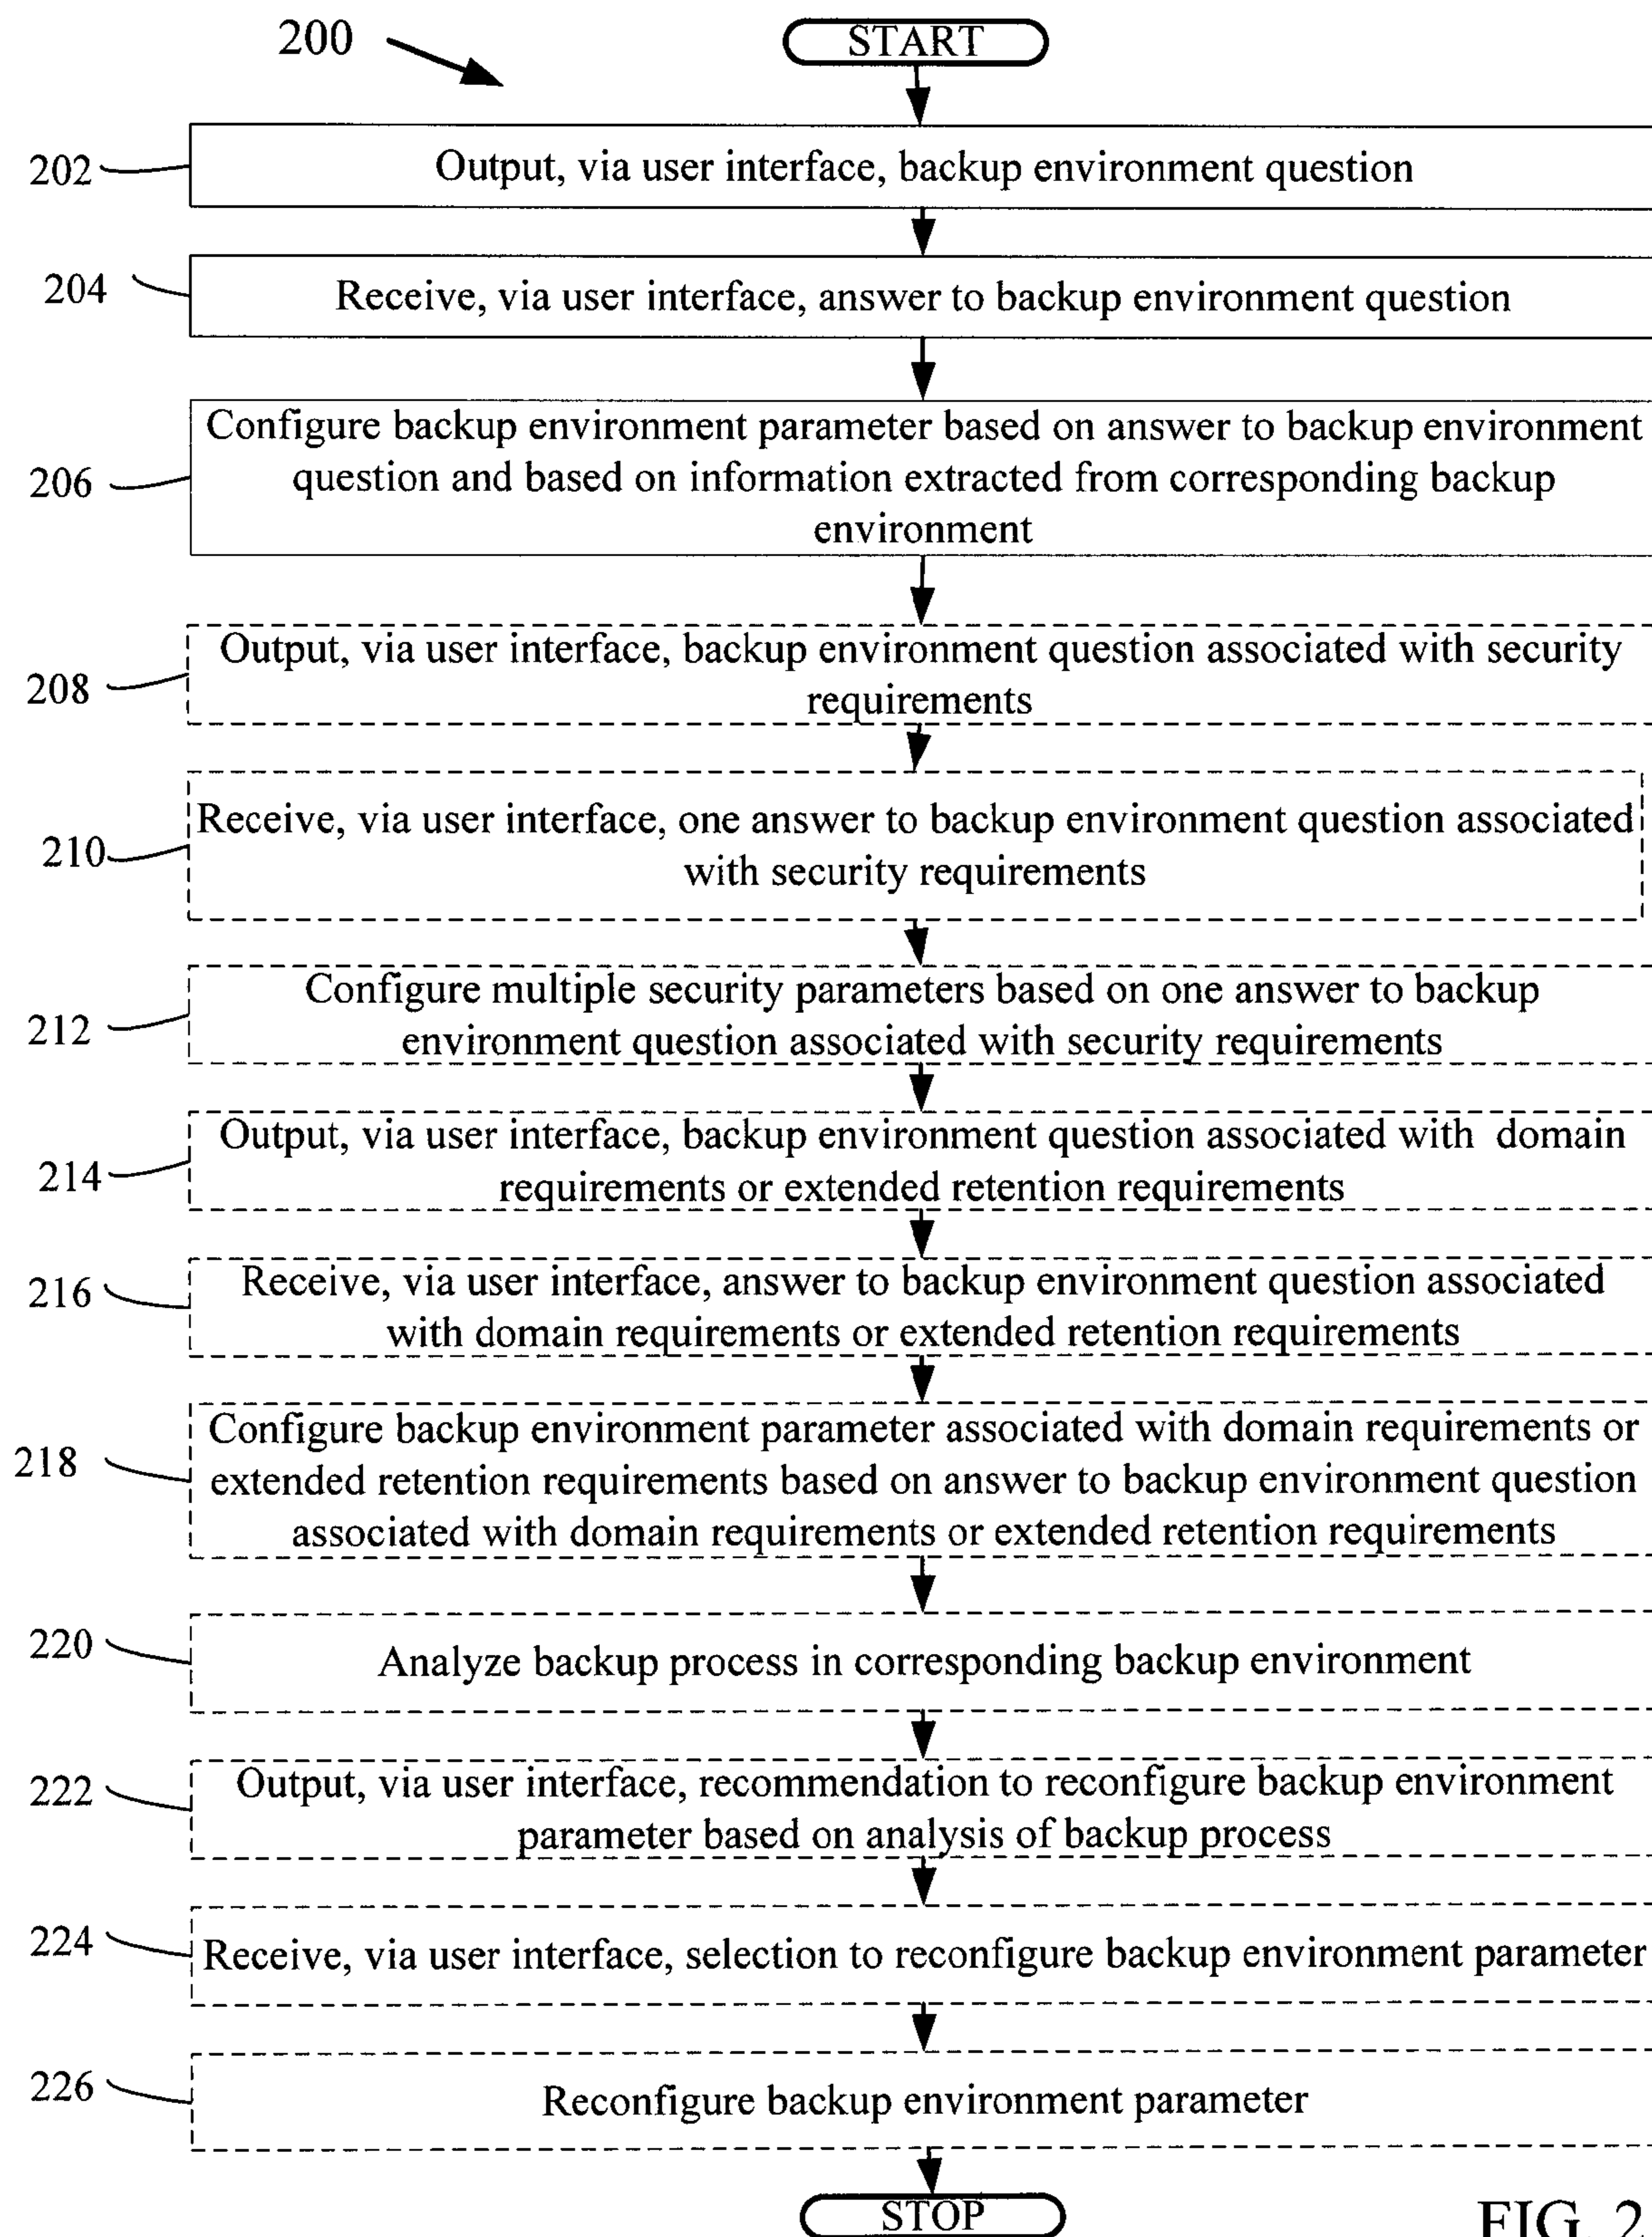 200
START
202
Output, via user interface, backup environment question
204
Receive, via user interface, answer to backup environment question
206
Configure backup environment parameter based on answer to backup environment
question and based on information extracted from corresponding backup
environment
208
Output, via user interface, backup environment question associated with security
requirements
210
Receive, via user interface, one answer to backup environment question associated
with security requirements
212
Configure multiple security parameters based on one answer to backup
environment question associated with security requirements
214
Output, via user interface, backup environment question associated with domain
requirements or extended retention requirements
216
Receive, via user interface, answer to backup environment question associated
with domain requirements or extended retention requirements
218
Configure backup environment parameter associated with domain requirements or
extended retention requirements based on answer to backup environment question
associated with domain requirements or extended retention requirements
220
Analyze backup process in corresponding backup environment
222
Output, via user interface, recommendation to reconfigure backup environment
parameter based on analysis of backup process
224
Receive, via user interface, selection to reconfigure backup environment parameter
226
Reconfigure backup environment parameter
STOP
FIG. 2